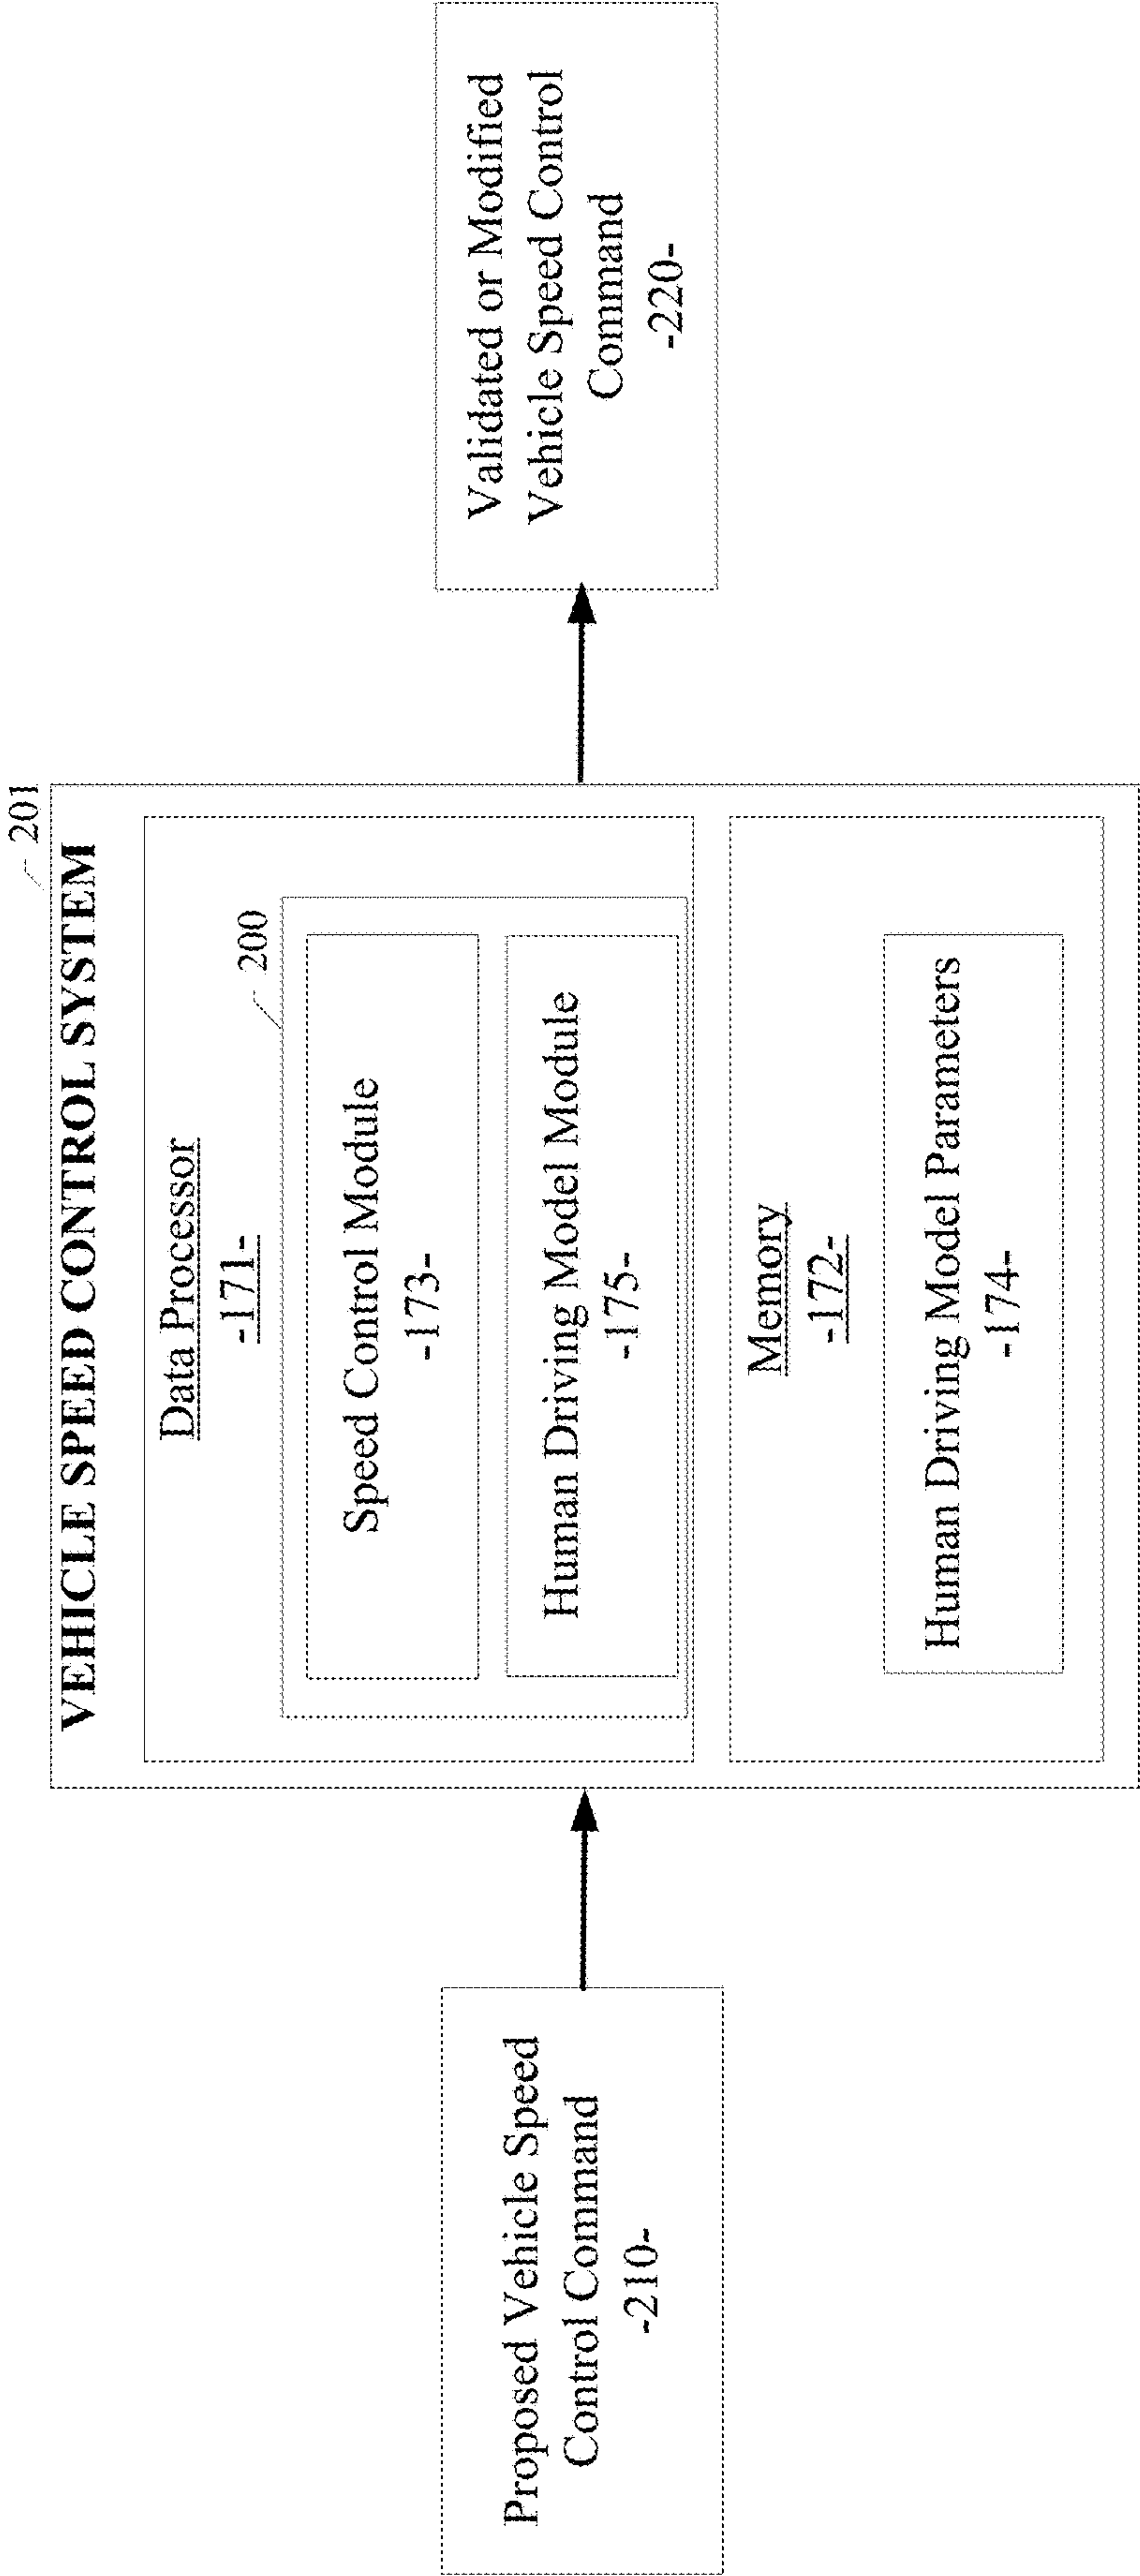 Proposed Vehicle Speed
Control Command
-210-
201
VEHICLE SPEED CONTROL SYSTEM
Data Processor
-171-
200
Speed Control Module
-173-
Human Driving Model Module
-175-
Memory
-172-
Human Driving Model Parameters
-174-
Validated or Modified
Vehicle Speed Control
Command
-220-